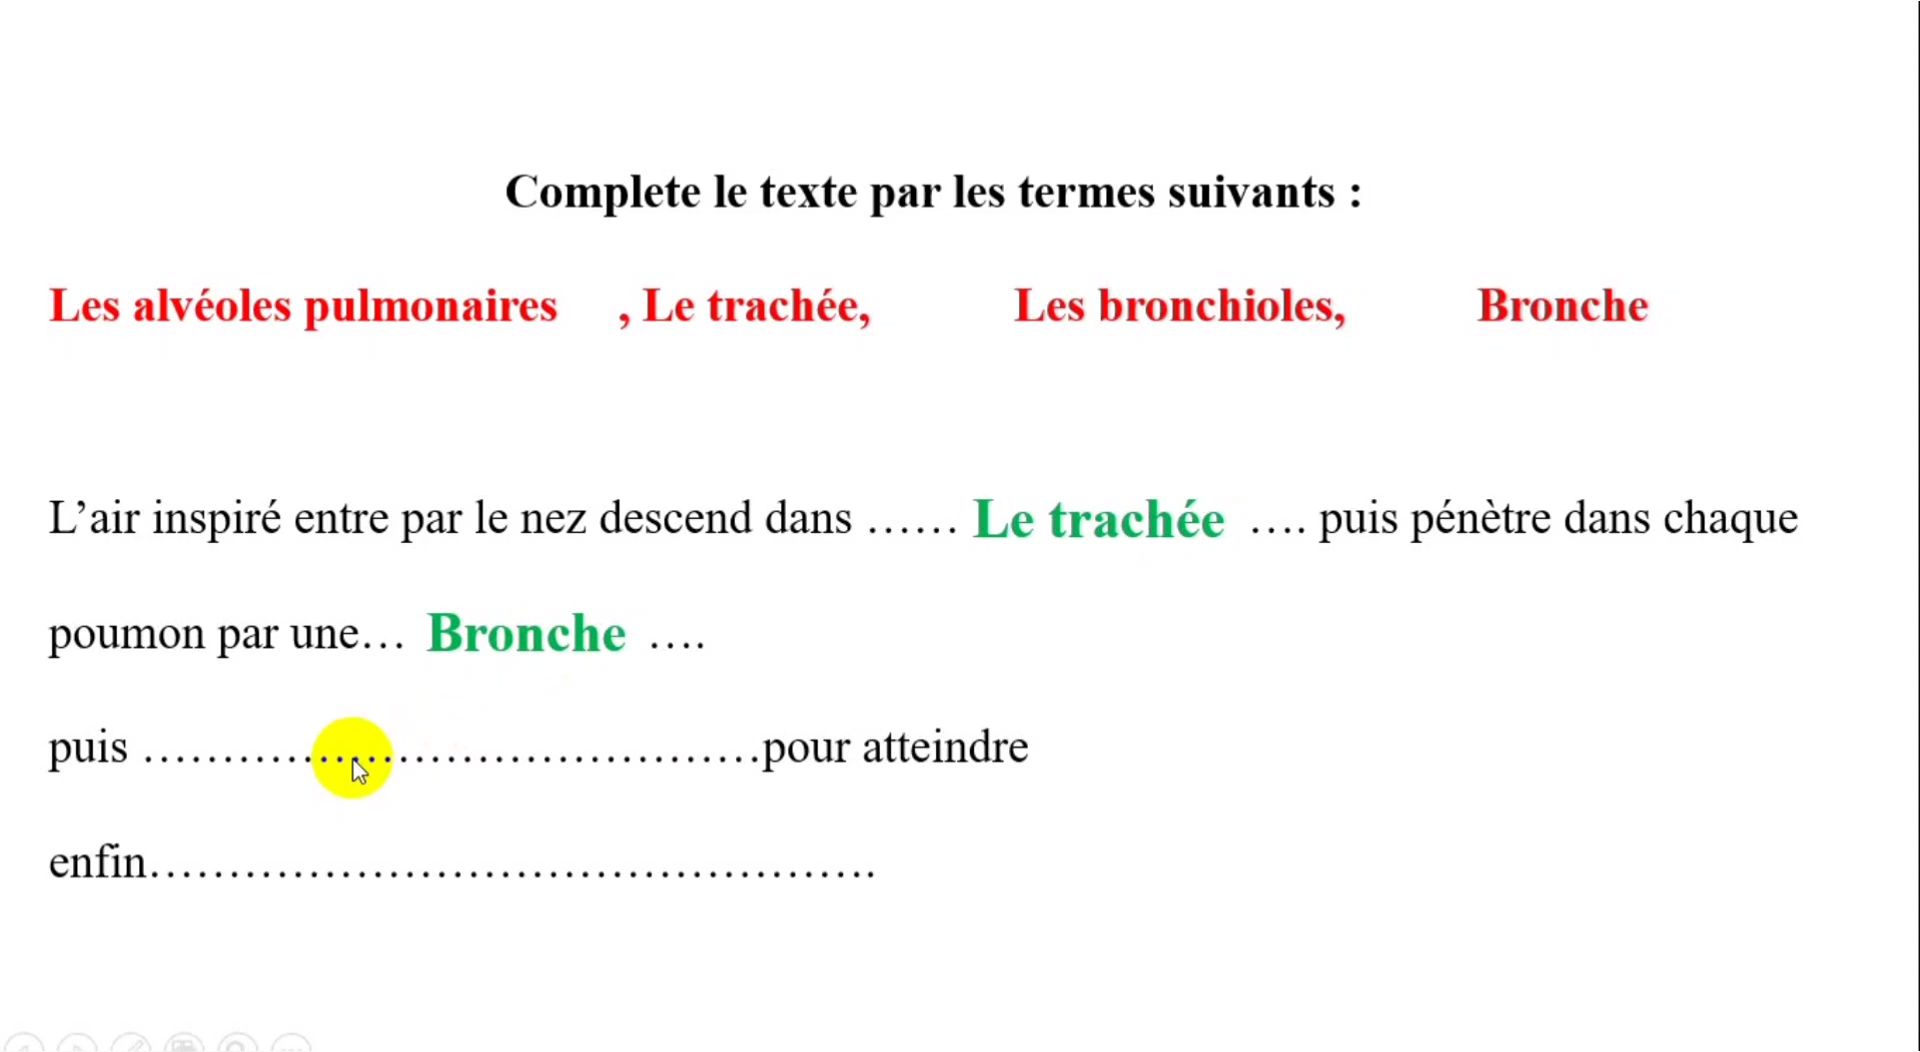 Complete le texte par les termes suivants :
Les alvéoles pulmonaires , Le trachée, Les bronchioles, Bronche
L’air inspiré entre par le nez descend dans …… Le trachée …. puis pénètre dans chaque
poumon par une… Bronche ….
puis …………………………………pour atteindre
enfin……………………………………….